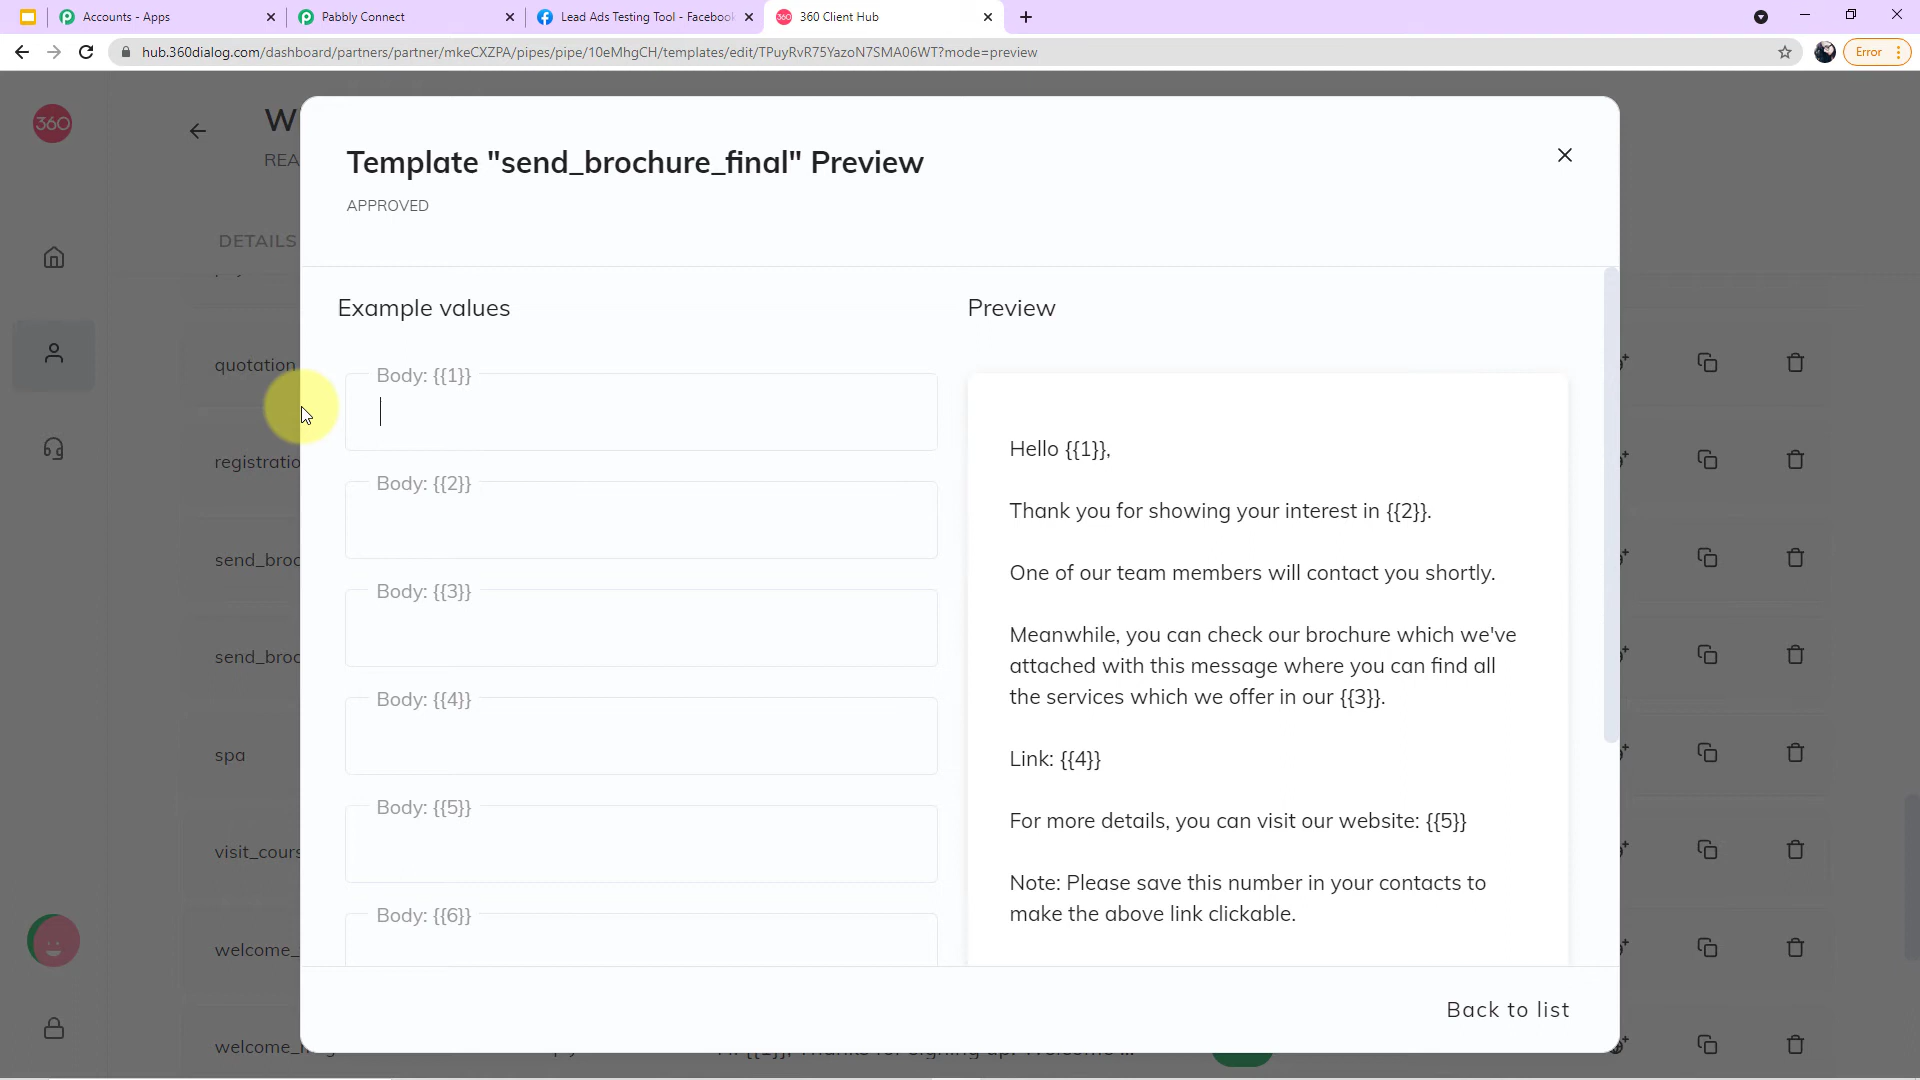 Accounts - Apps
Pabbly Connect
Lead Ads Testing Tool - Facebook
360 Client Hub
hub.360dialog.com/dashboard/partners/partner/mkeCXZPA/pipes/pipe/10eMhgCH/templates/edit/TPuyRvR75YazoN7SMA06WT?mode=preview
Error
360
W
REA
DETAILS
Template "send_brochure_final" Preview
APPROVED
Example values
Preview
Body: {{1}}
Body: {{2}}
Body: {{3}}
Body: {{4}}
Body: {{5}}
Body: {{6}}
Hello {{1}},
Thank you for showing your interest in {{2}}.
One of our team members will contact you shortly.
Meanwhile, you can check our brochure which we've
attached with this message where you can find all
the services which we offer in our {{3}}.
Link: {{4}}
For more details, you can visit our website: {{5}}
Note: Please save this number in your contacts to
make the above link clickable.
Back to list
quotation
registratio
send_broc
send_broc
spa
visit_cours
welcome_